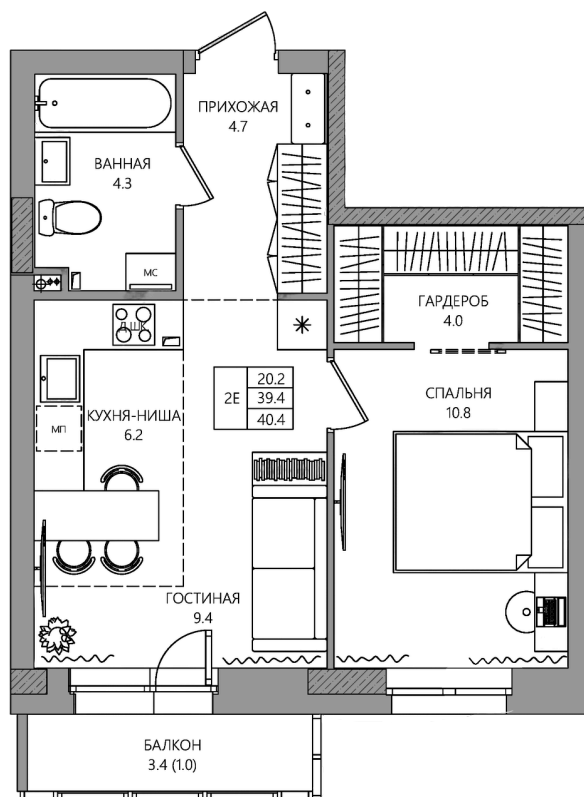 ПРИХОЖАЯ
4.7
ВАННАЯ
4.3
МС
ГАРДЕРОБ
4.0
Д.ШК
2Е
20.2
39.4
40.4
СПАЛЬНЯ
10.8
КУХНЯ-НИША
6.2
МП
ГОСТИНАЯ
9.4
БАЛКОН
3.4 (1.0)